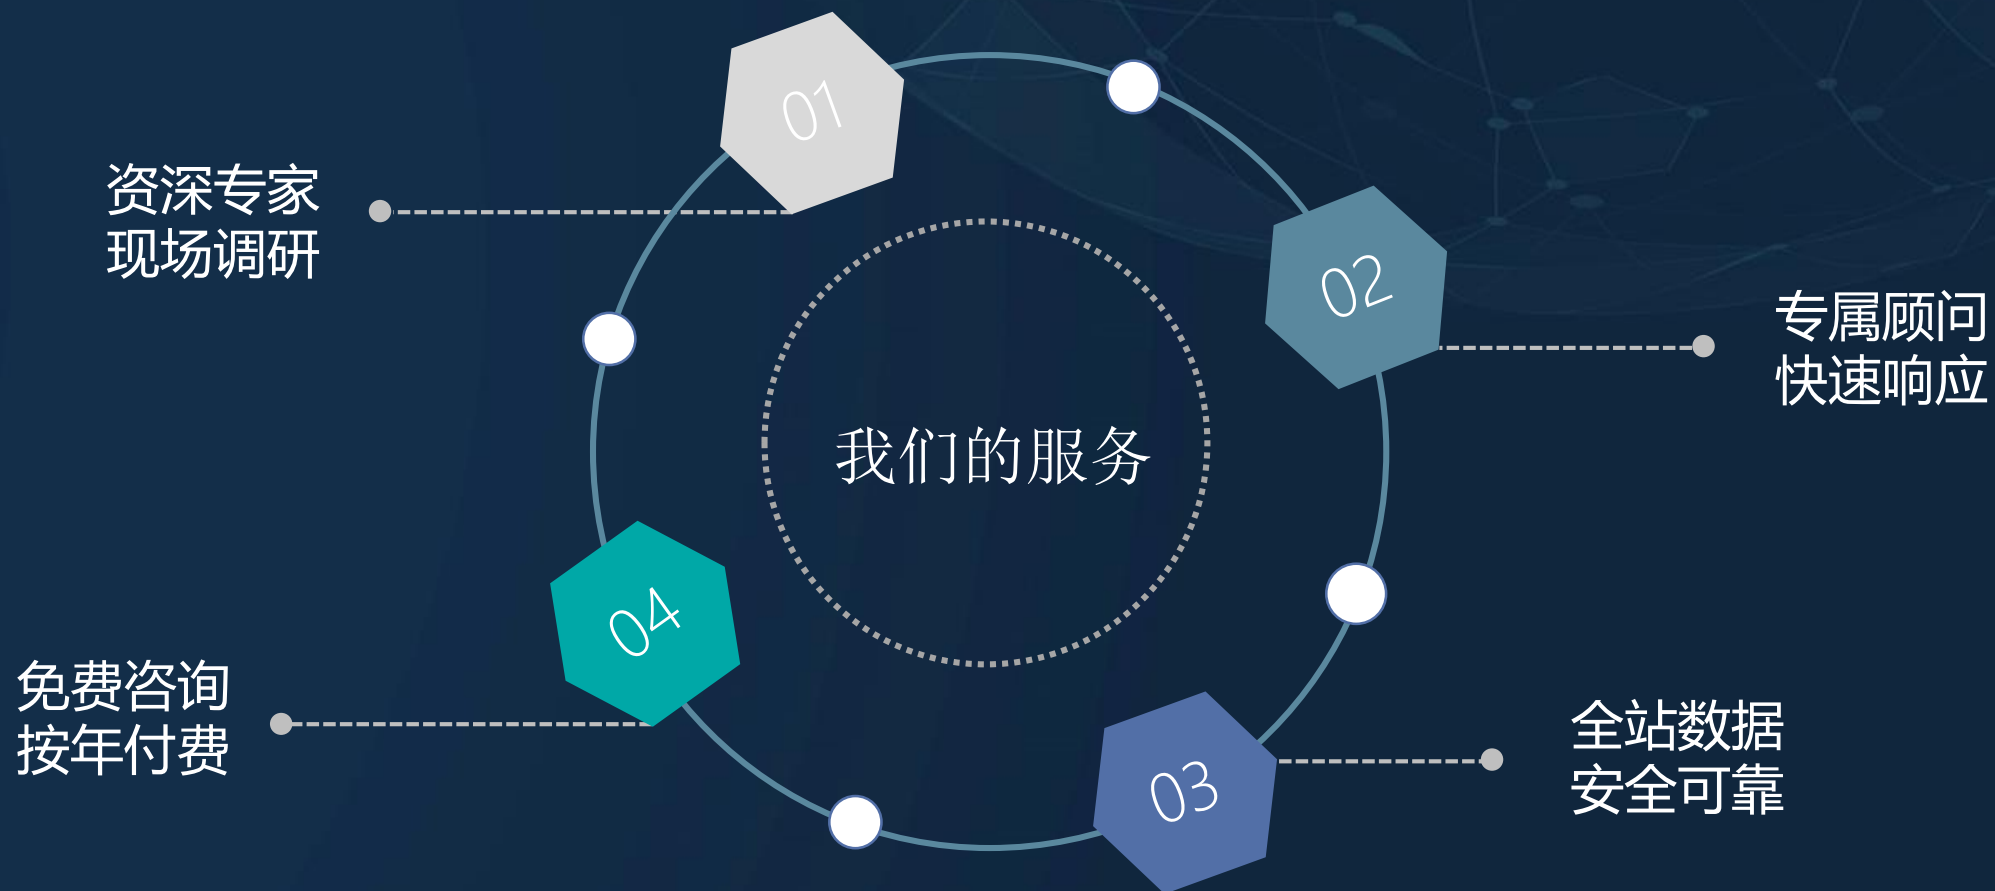 01
资深专家
现场调研
02
专属顾问
快速响应
我们的服务
04
免费咨询
按年付费
03
全站数据
安全可靠